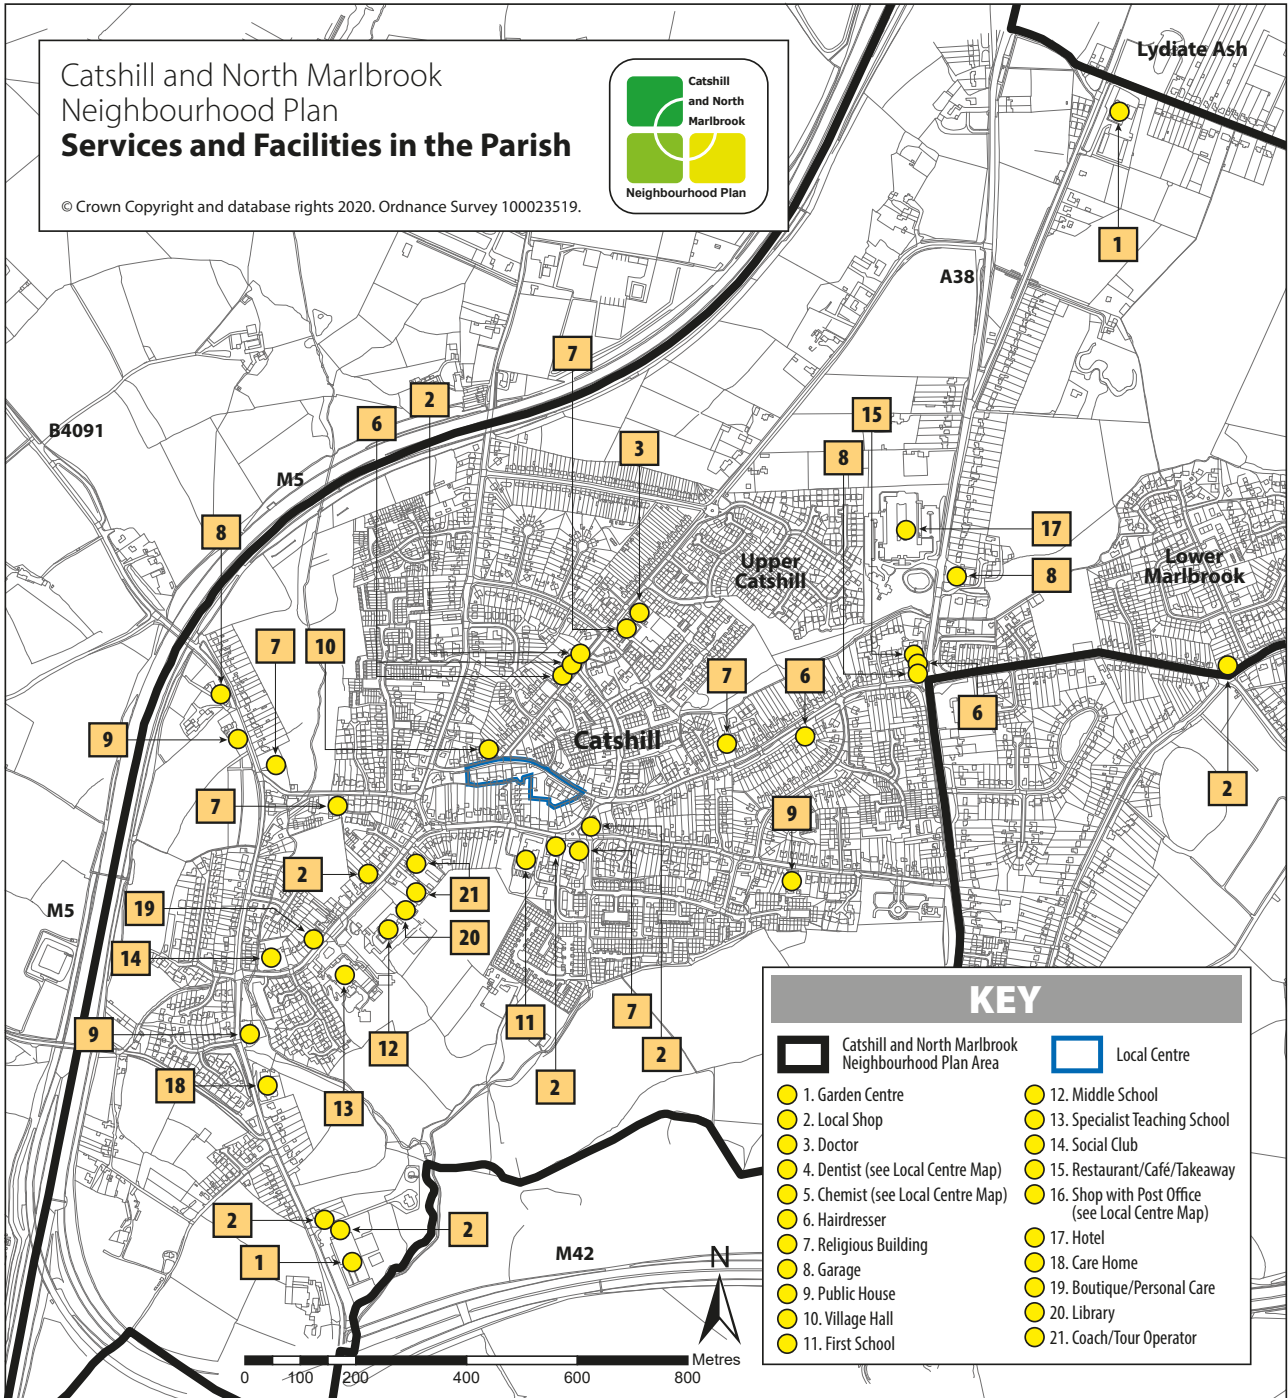 Catshill and North Marlbrook
Neighbourhood Plan
Services and Facilities in the Parish
© Crown Copyright and database rights 2020. Ordnance Survey 100023519.
Catshill
and North
Marlbrook
Neighbourhood Plan
Lydiate Ash
1
A38
7
2
6
15
B4091
3
8
M5
8
17
Upper
Catshill
Lower
Marlbrook
8
7
10
7
6
6
9
Catshill
2
7
9
2
21
19
M5
20
14
11
7
9
12
2
18
2
13
2
2
1
M42
N
Metres
0
100
200
400
600
800
KEY
Catshill and North Marlbrook
Neighbourhood Plan Area
Local Centre
1. Garden Centre
2. Local Shop
3. Doctor
4. Dentist (see Local Centre Map)
5. Chemist (see Local Centre Map)
6. Hairdresser
7. Religious Building
8. Garage
9. Public House
10. Village Hall
11. First School
12. Middle School
13. Specialist Teaching School
14. Social Club
15. Restaurant/Café/Takeaway
16. Shop with Post Office
(see Local Centre Map)
17. Hotel
18. Care Home
19. Boutique/Personal Care
20. Library
21. Coach/Tour Operator